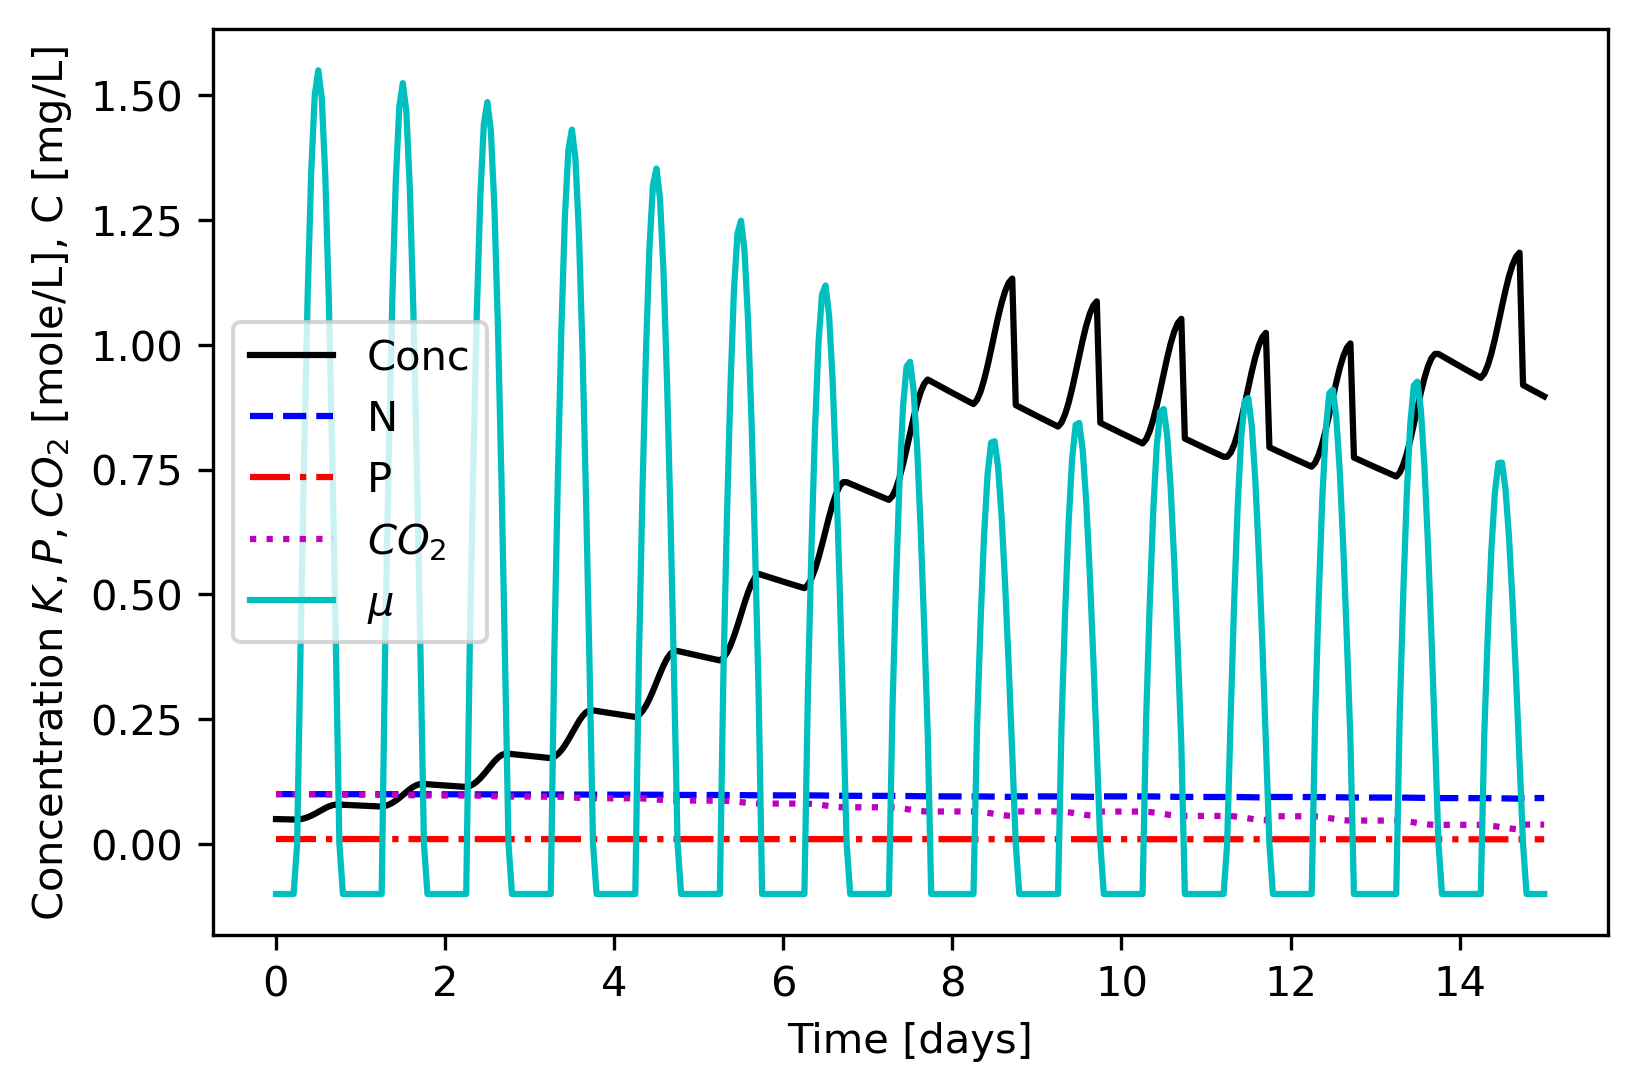 Concentration K, P, CO₂ [mole/L], C [mg/L]
1.50
1.25
1.00
0.75
0.50
0.25
0.00
Conc
N
P
CO₂
μ
0 2 4 6 8 10 12 14
Time [days]